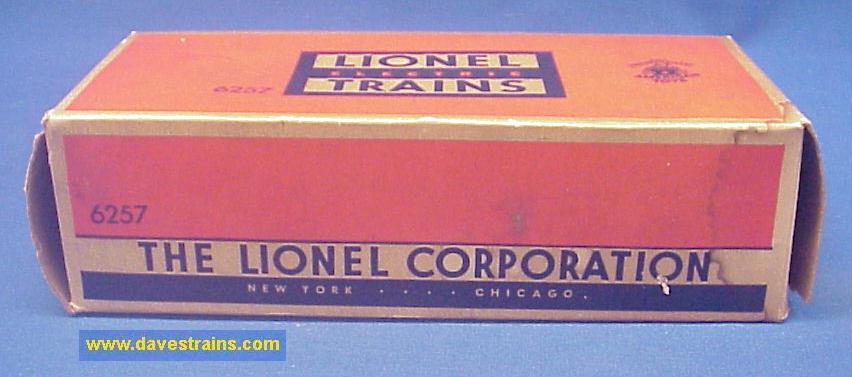 LIONEL
ELECTRIC
TRAINS
6257
6257
THE LIONEL CORPORATION
NEW YORK . . . . CHICAGO .
www.davestrains.com